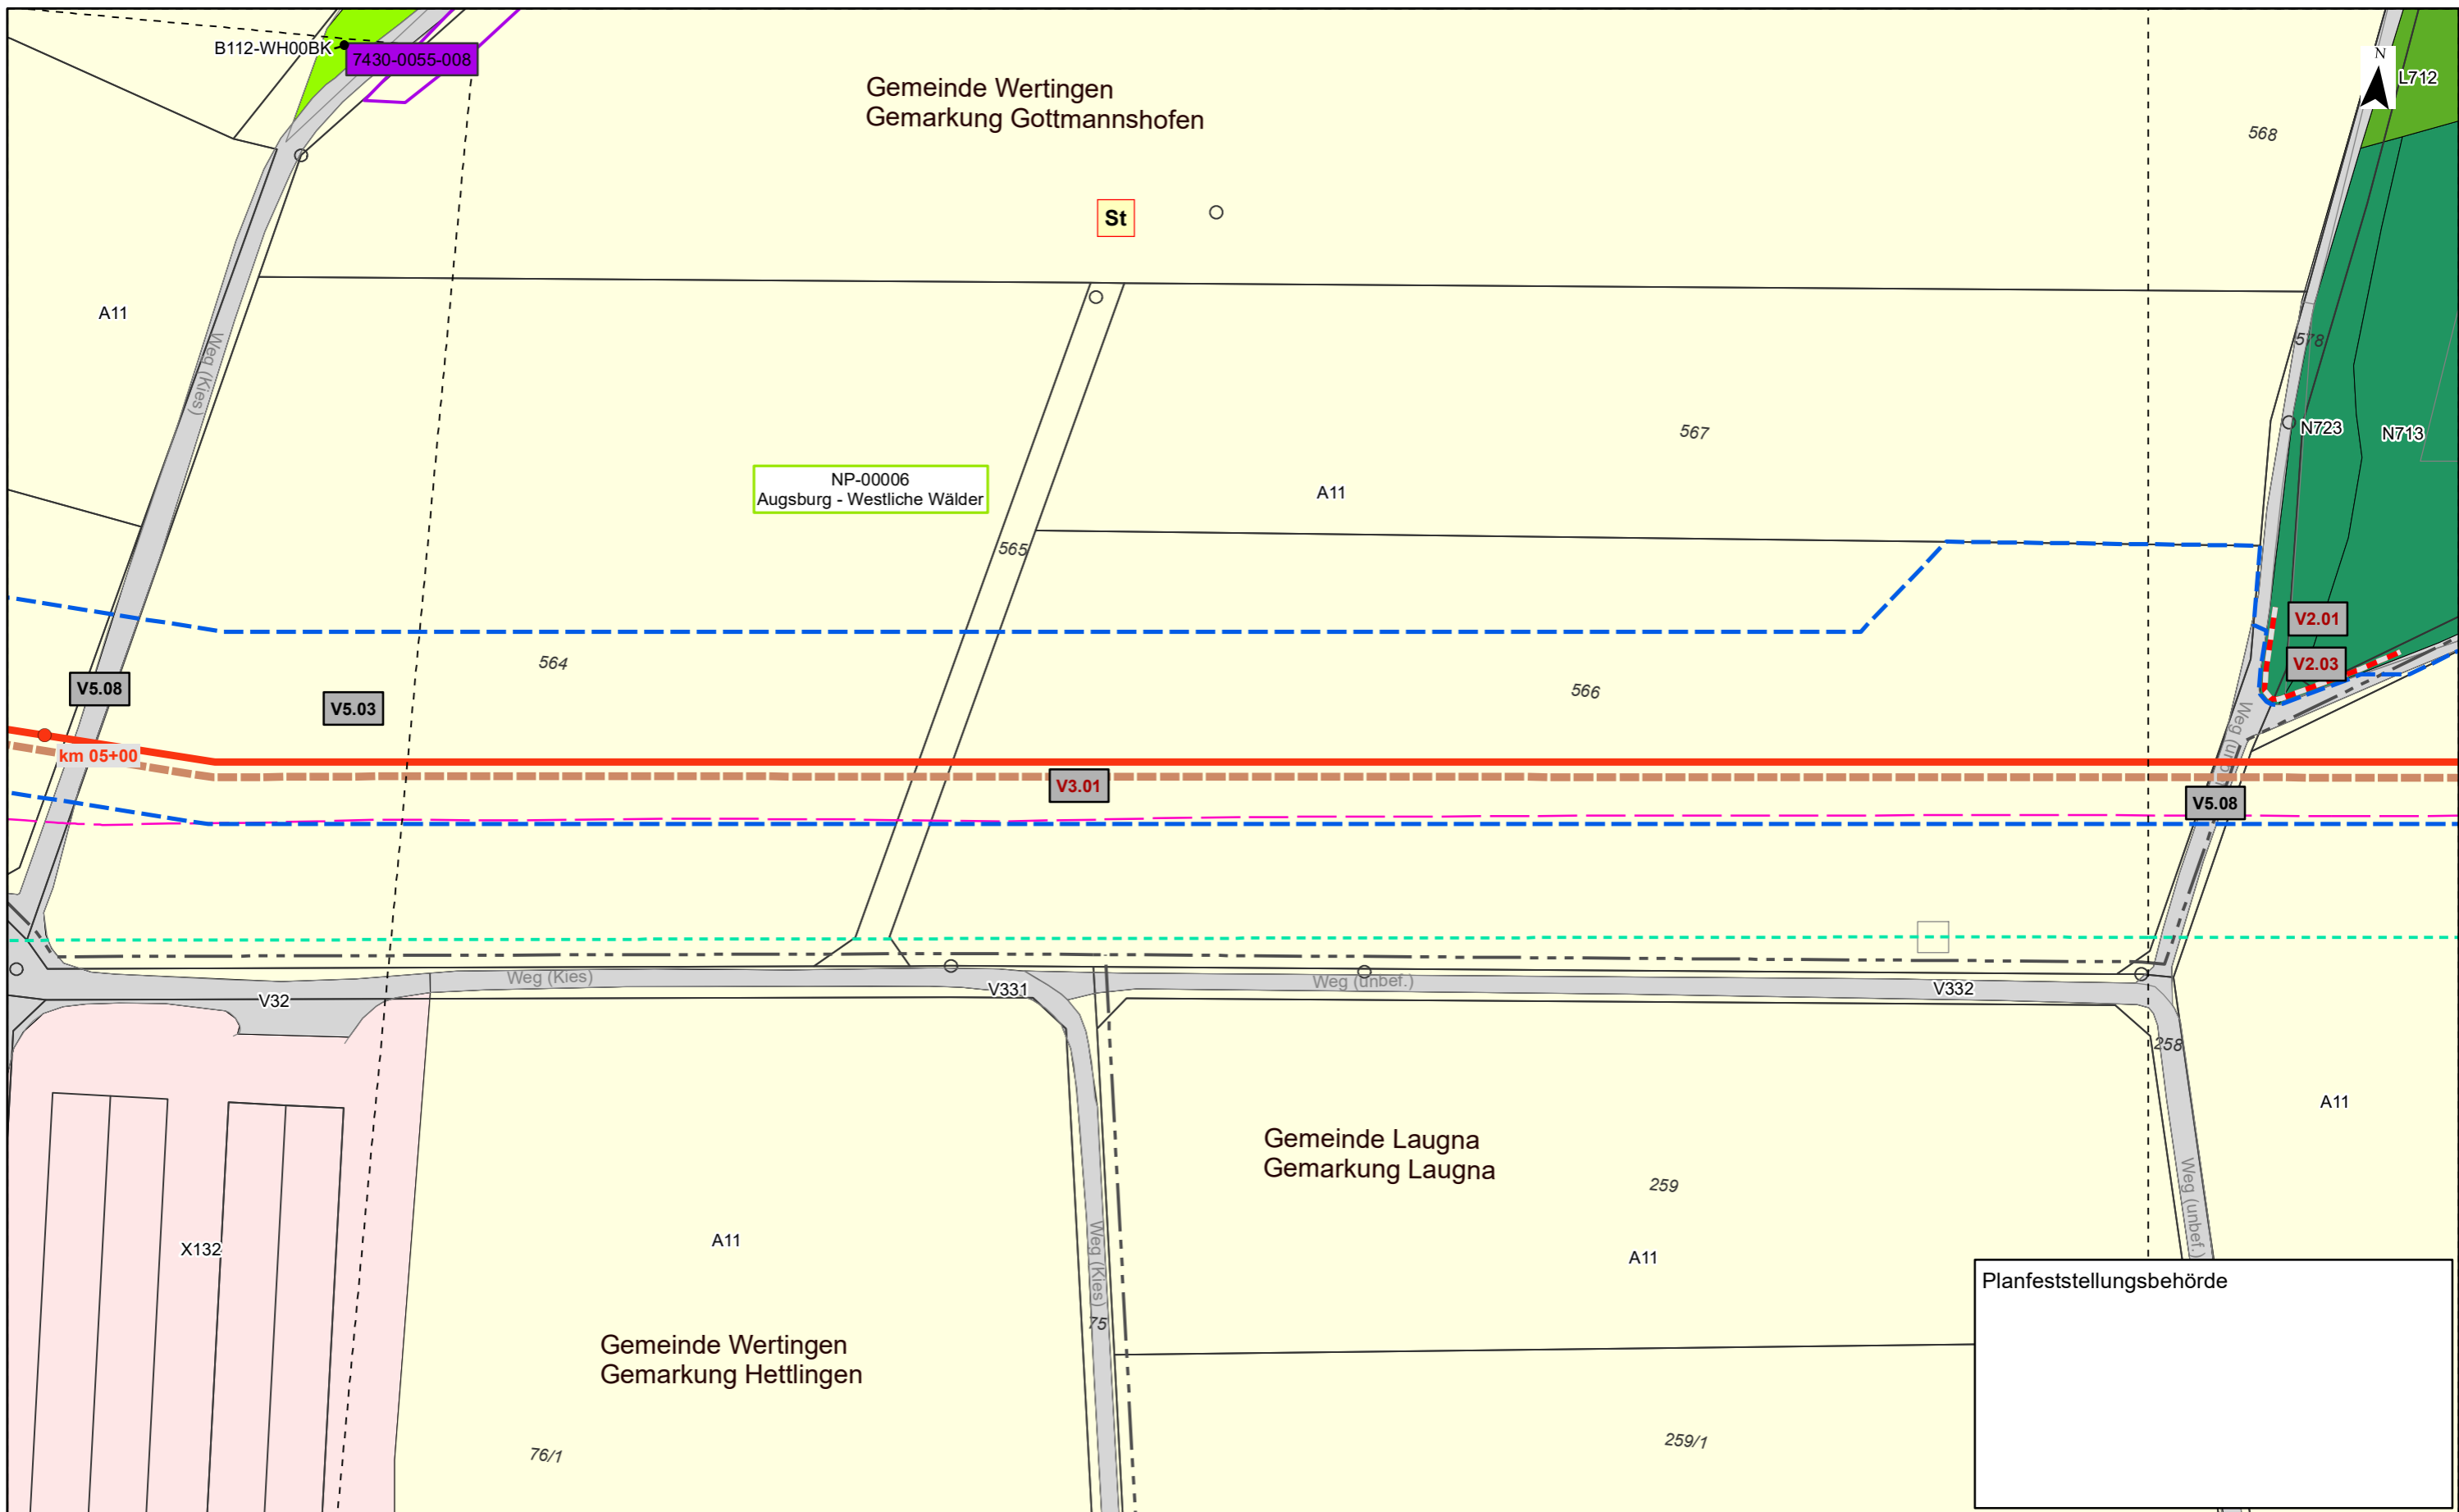 B112-WH00BK
7430-0055-008
Gemeinde Wertingen
Gemarkung Gottmannshofen
N
L712
568
St
A11
Weg (Kies)
578
567
N723
N713
NP-00006
Augsburg - Westliche Wälder
A11
565
V2.01
564
V2.03
V5.08
566
V5.03
km 05+00
V3.01
V5.08
Weg (Kies)
V331
Weg (unbef.)
V332
V32
258
A11
Gemeinde Laugna
Gemarkung Laugna
259
X132
A11
A11
Weg (Kies)
Weg (unbef.)
Planfeststellungsbehörde
75
Gemeinde Wertingen
Gemarkung Hettlingen
76/1
259/1